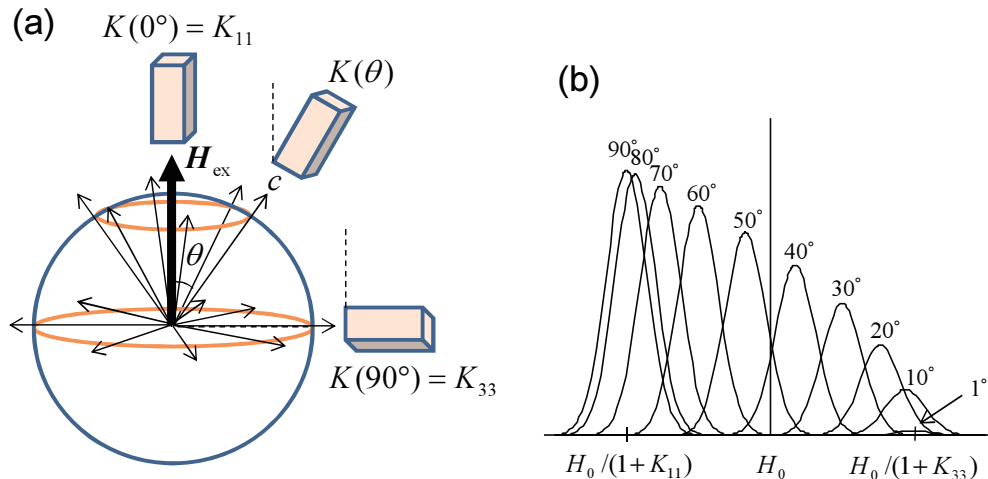 (a)
K(0°) = K₁₁
K(θ)
H_ex
c
θ
K(90°) = K₃₃
(b)
90°
80°
70°
60°
50°
40°
30°
20°
10°
1°
H₀/(1+K₁₁)
H₀
H₀/(1+K₃₃)